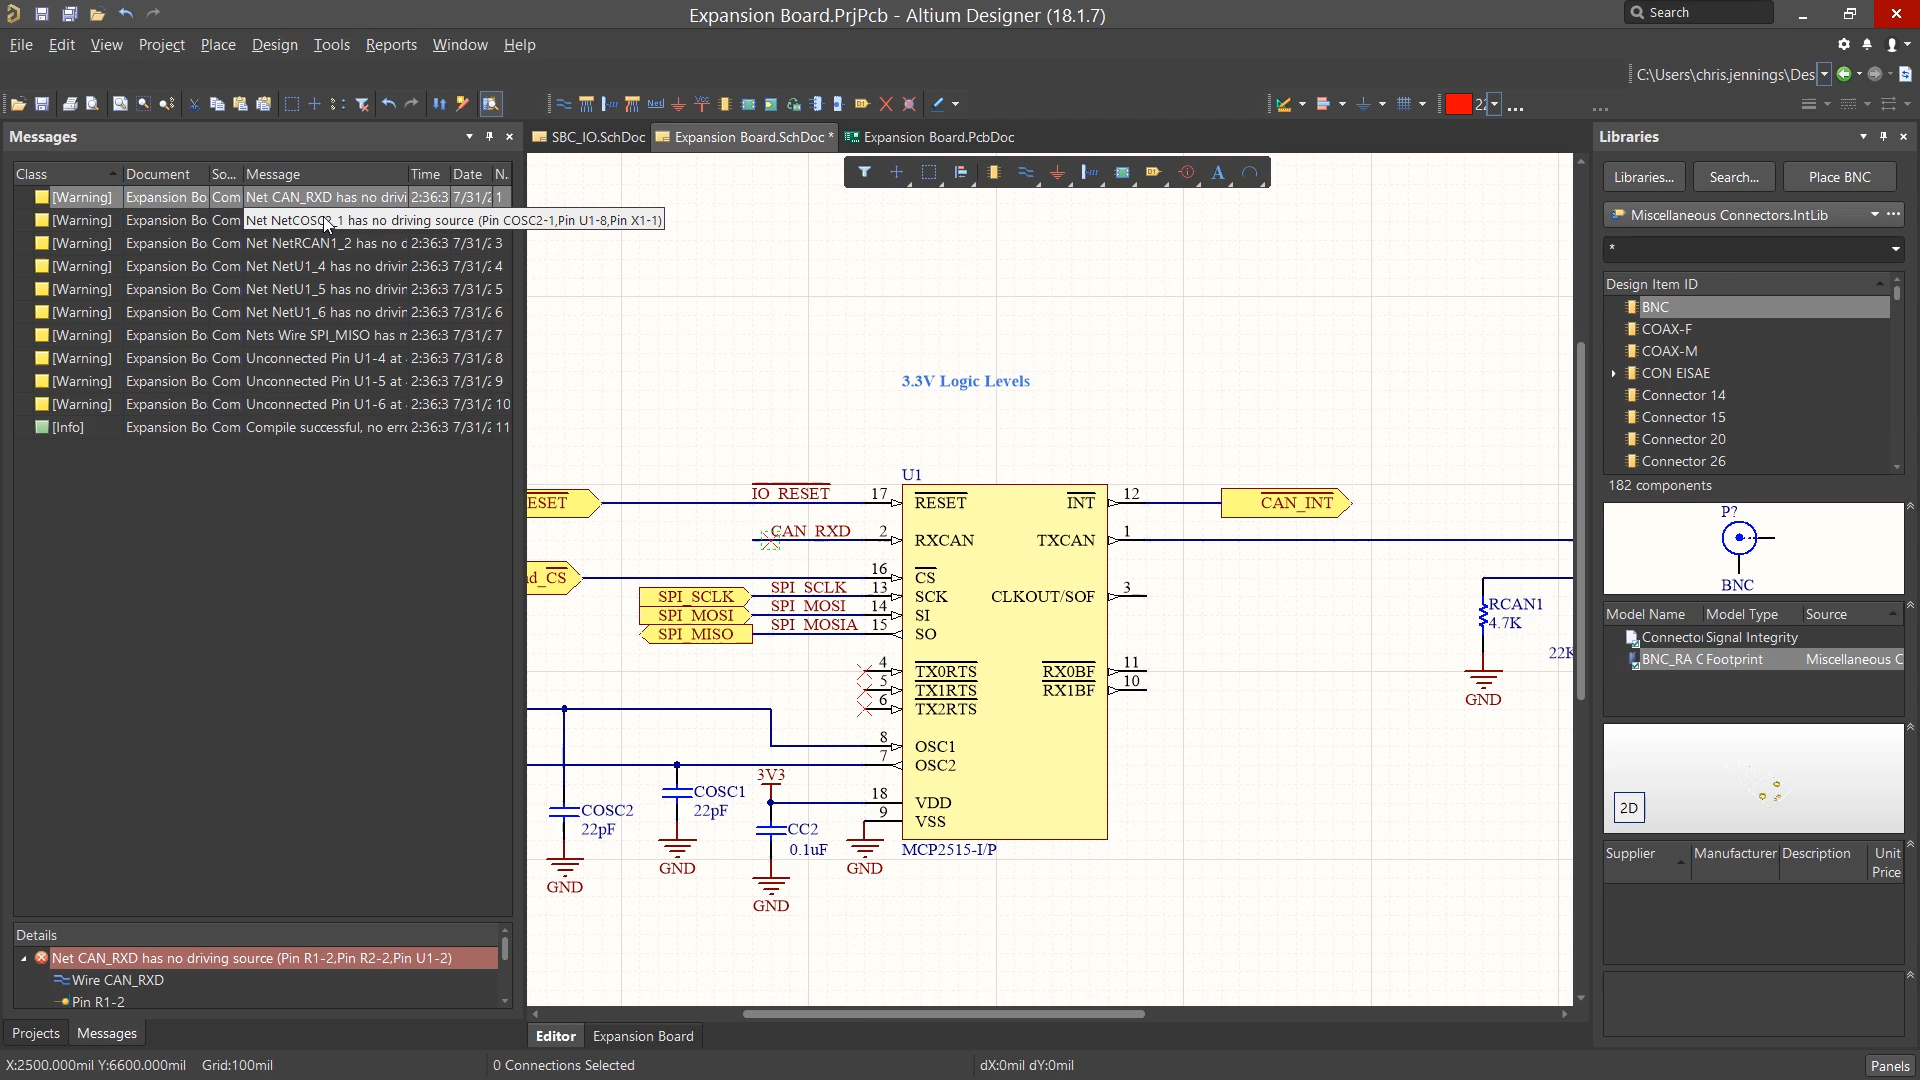 Expansion Board.PrjPcb - Altium Designer (18.1.7)
Search
File Edit View Project Place Design Tools Reports Window Help
C:\Users\chris.jennings\Des
Messages
SBC_IO.SchDoc
Expansion Board.SchDoc *
Expansion Board.PcbDoc
Libraries
Class Document So... Message Time Date N.
[Warning] Expansion Bo Com Net CAN_RXD has no drivi 2:36:3 7/31/2 1
[Warning] Expansion Bo Com Net NetCOSC2_1 has no driving source (Pin COSC2-1,Pin U1-8,Pin X1-1)
[Warning] Expansion Bo Com Net NetRCAN1_2 has no d 2:36:3 7/31/2 3
[Warning] Expansion Bo Com Net NetU1_4 has no drivin 2:36:3 7/31/2 4
[Warning] Expansion Bo Com Net NetU1_5 has no drivin 2:36:3 7/31/2 5
[Warning] Expansion Bo Com Net NetU1_6 has no drivin 2:36:3 7/31/2 6
[Warning] Expansion Bo Com Nets Wire SPI_MISO has m 2:36:3 7/31/2 7
[Warning] Expansion Bo Com Unconnected Pin U1-4 at 2:36:3 7/31/2 8
[Warning] Expansion Bo Com Unconnected Pin U1-5 at 2:36:3 7/31/2 9
[Warning] Expansion Bo Com Unconnected Pin U1-6 at 2:36:3 7/31/2 10
[Info] Expansion Bo Com Compile successful, no erro 2:36:3 7/31/2 11
Details
Net CAN_RXD has no driving source (Pin R1-2,Pin R2-2,Pin U1-2)
Wire CAN_RXD
Pin R1-2
Projects Messages
3.3V Logic Levels
U1
ESET
IO_RESET 17 RESET
INT 12 CAN_INT
CAN_RXD 2 RXCAN
TXCAN 1
d_CS 16 CS
SPI_SCLK SPI_SCLK 13 SCK
CLKOUT/SOF 3
SPI_MOSI SPI_MOSI 14 SI
SPI_MISO SPI_MOSIA 15 SO
4 TX0RTS
RX0BF 11
5 TX1RTS
RX1BF 10
6 TX2RTS
8 OSC1
7 OSC2
3V3
18 VDD
9 VSS
MCP2515-I/P
COSC2
22pF
GND
COSC1
22pF
GND
CC2
0.1uF
GND
GND
RCAN1
4.7K
22K
GND
Editor Expansion Board
Libraries... Search... Place BNC
Miscellaneous Connectors.IntLib
*
Design Item ID
BNC
COAX-F
COAX-M
CON EISAE
Connector 14
Connector 15
Connector 20
Connector 26
182 components
P?
BNC
Model Name Model Type Source
Connecto Signal Integrity
BNC_RA C Footprint Miscellaneous C
2D
Supplier Manufacturer Description Unit Price
X:2500.000mil Y:6600.000mil Grid:100mil
0 Connections Selected
dX:0mil dY:0mil
Panels